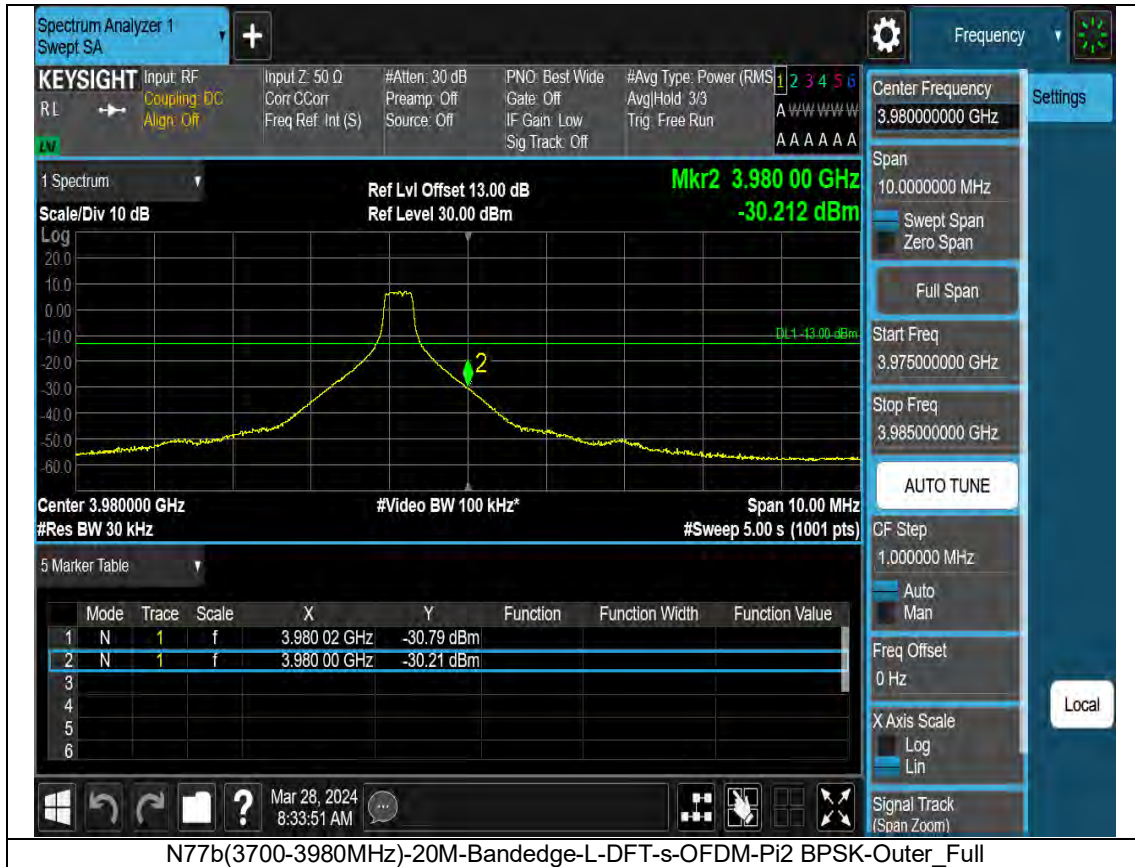 Spectrum Analyzer 1
Swept SA
+
Frequency
KEYSIGHT
RL
LXI
Input: RF
Coupling: DC
Align: Off
Input Z: 50 Ω
Corr CCorr
Freq Ref: Int (S)
#Atten: 30 dB
Preamp: Off
Source: Off
PNO: Best Wide
Gate: Off
IF Gain: Low
Sig Track: Off
#Avg Type: Power (RMS
Avg|Hold: 3/3
Trig: Free Run
1 2 3 4 5 6
A W W W W W
A A A A A A
1 Spectrum
Scale/Div 10 dB
Ref Lvl Offset 13.00 dB
Ref Level 30.00 dBm
Mkr2 3.980 00 GHz
-30.212 dBm
Log
20.0
10.0
0.00
-10.0
-20.0
-30.0
-40.0
-50.0
-60.0
DL1 -13.00 dBm
2
Center 3.980000 GHz
#Res BW 30 kHz
#Video BW 100 kHz*
Span 10.00 MHz
#Sweep 5.00 s (1001 pts)
5 Marker Table
Mode Trace Scale X Y Function Function Width Function Value
1 N 1 f 3.980 02 GHz -30.79 dBm
2 N 1 f 3.980 00 GHz -30.21 dBm
3
4
5
6
?
Mar 28, 2024
8:33:51 AM
Center Frequency
3.980000000 GHz
Settings
Span
10.0000000 MHz
Swept Span
Zero Span
Full Span
Start Freq
3.975000000 GHz
Stop Freq
3.985000000 GHz
AUTO TUNE
CF Step
1.000000 MHz
Auto
Man
Freq Offset
0 Hz
Local
X Axis Scale
Log
Lin
Signal Track
(Span Zoom)
N77b(3700-3980MHz)-20M-Bandedge-L-DFT-s-OFDM-Pi2 BPSK-Outer_Full